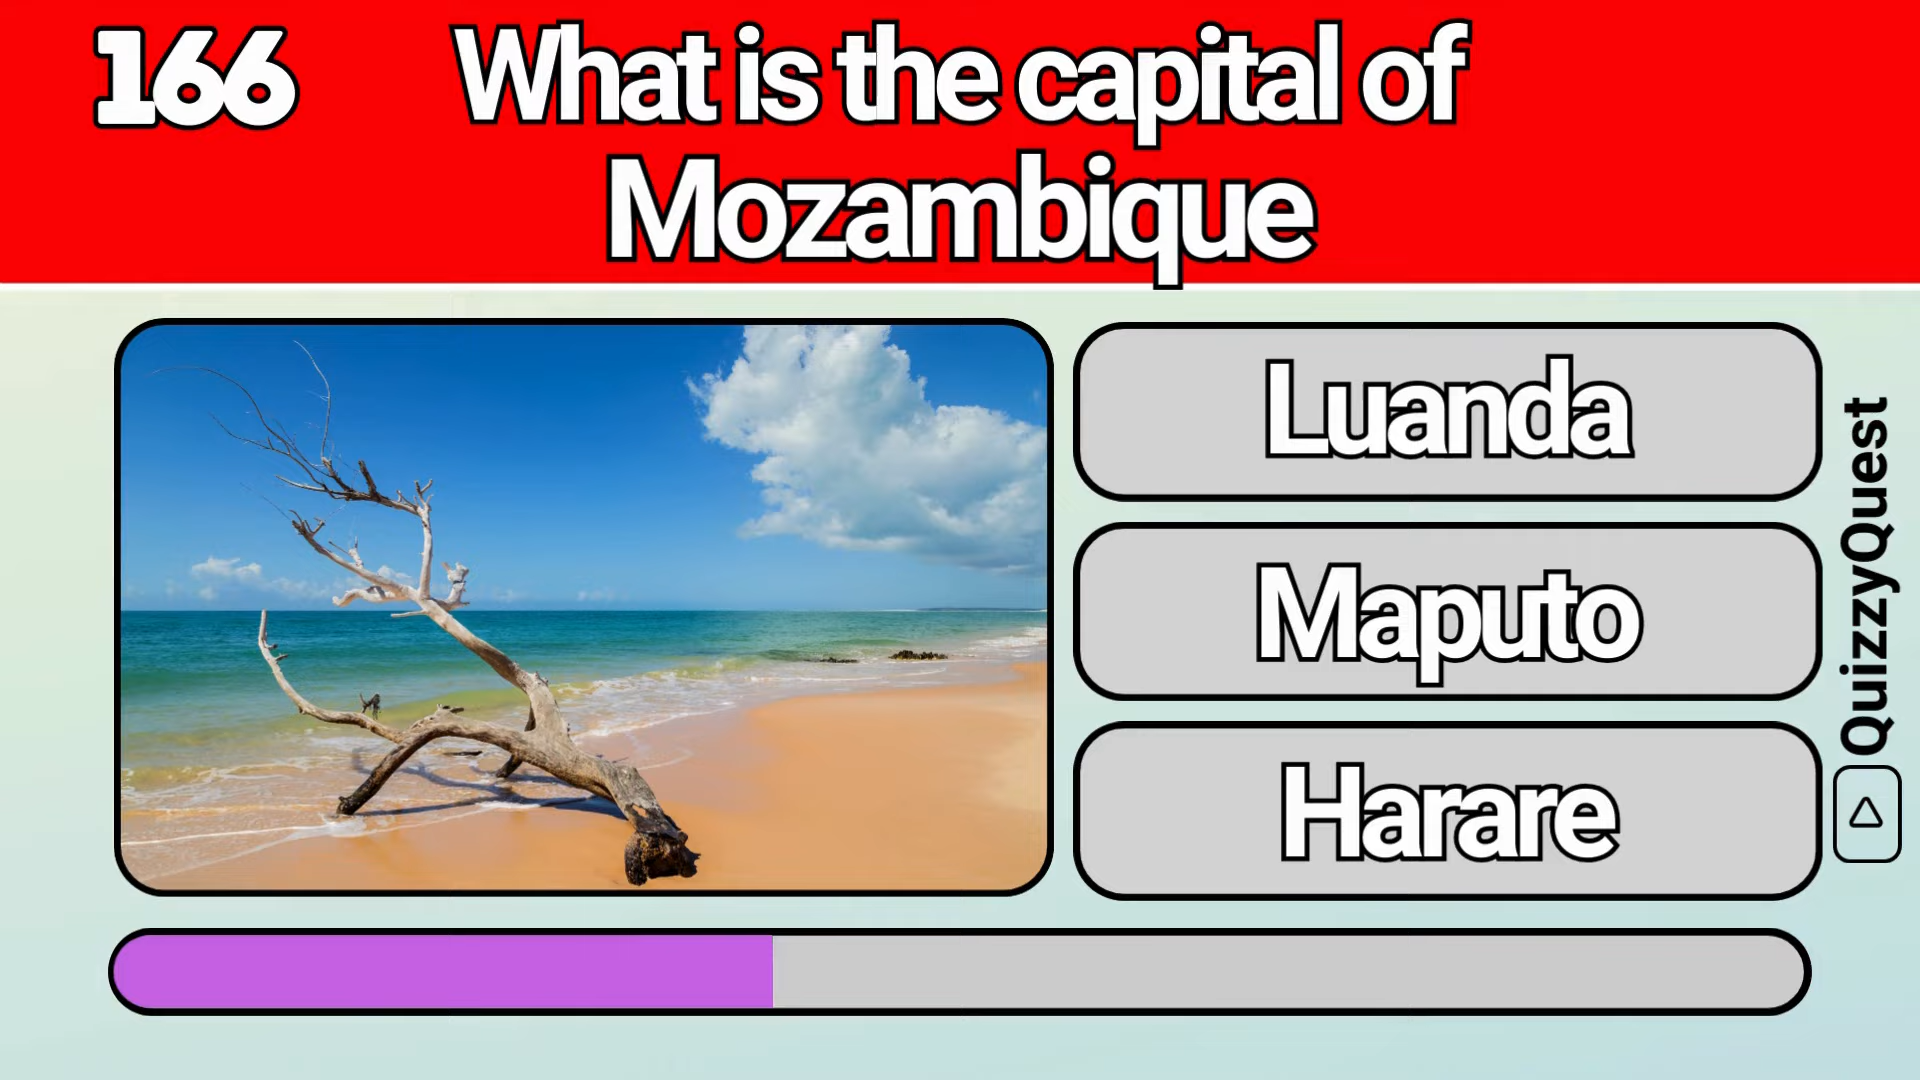 166
What is the capital of
Mozambique
Luanda
Maputo
Harare
QuizzyQuest